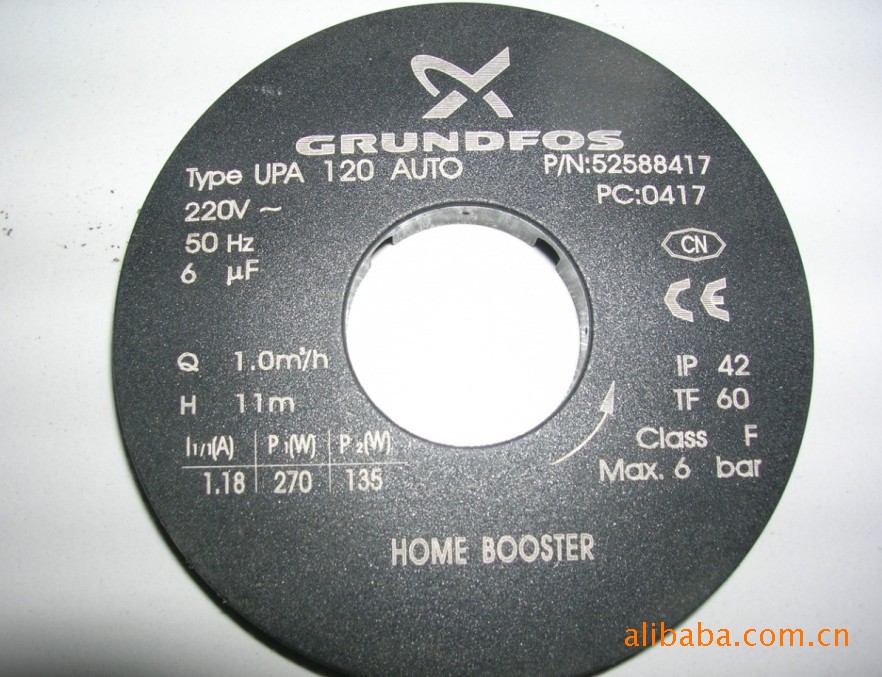 GRUNDFOS
Type UPA 120 AUTO P/N:52588417
220V ~ PC:0417
50 Hz CN
6 µF CE
Q 1.0m³/h IP 42
H 11m TF 60
I1/1(A) P1(W) P2(W) Class F
1.18 270 135 Max. 6 bar
HOME BOOSTER
alibaba.com.cn